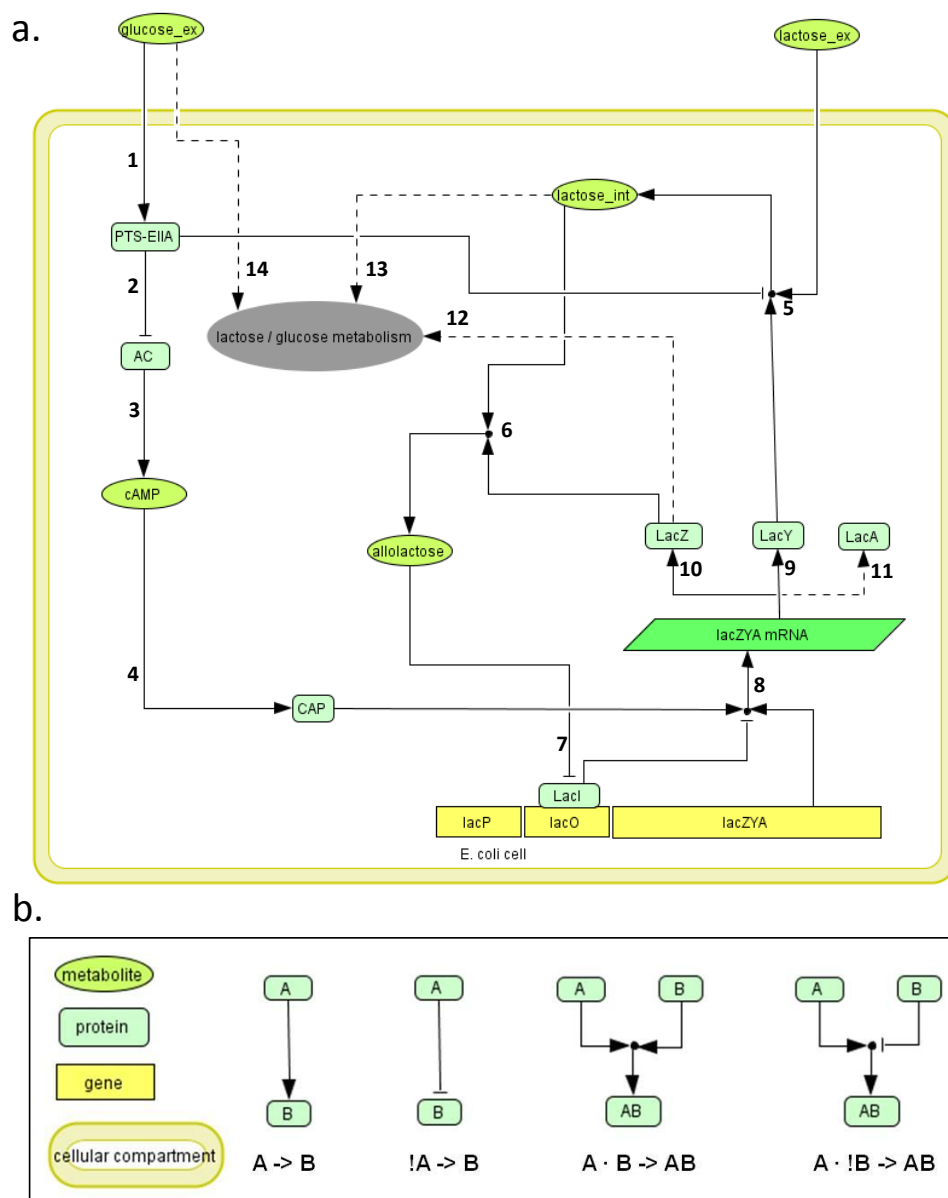 a.
glucose_ex
lactose_ex
1
lactose_int
PTS-EIIA
2
14
13
5
12
lactose / glucose metabolism
AC
3
6
cAMP
LacZ
LacY
LacA
allolactose
10
9
11
lacZYA mRNA
4
8
CAP
7
LacI
lacP
lacO
lacZYA
E. coli cell
b.
metabolite
A
A
A
B
A
B
protein
gene
B
B
AB
AB
cellular compartment
A -> B
!A -> B
A · B -> AB
A · !B -> AB